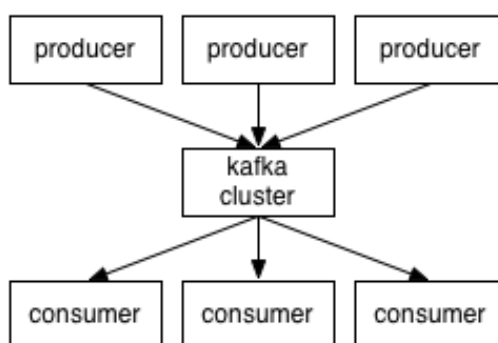 producer producer producer
kafka
cluster
consumer consumer consumer